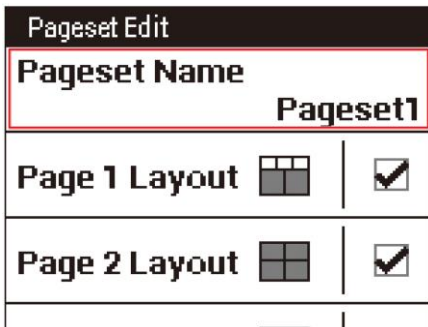 Pageset Edit
Pageset Name
Pageset1
Page 1 Layout
Page 2 Layout